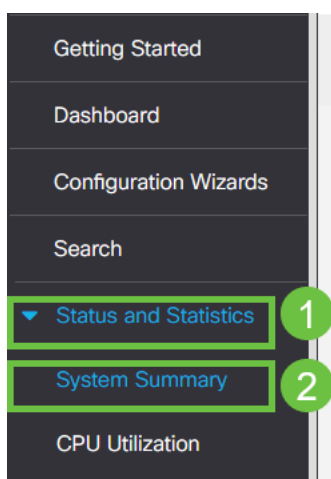 Getting Started
Dashboard
Configuration Wizards
Search
Status and Statistics 1
System Summary 2
CPU Utilization